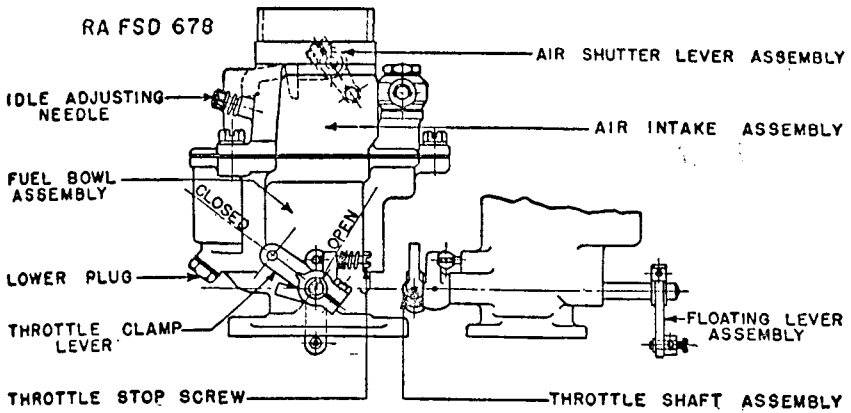 RA FSD 678
AIR SHUTTER LEVER ASSEMBLY
IDLE ADJUSTING
NEEDLE
AIR INTAKE ASSEMBLY
FUEL BOWL
ASSEMBLY
CLOSED
OPEN
LOWER PLUG
THROTTLE CLAMP
LEVER
FLOATING LEVER
ASSEMBLY
THROTTLE STOP SCREW
THROTTLE SHAFT ASSEMBLY